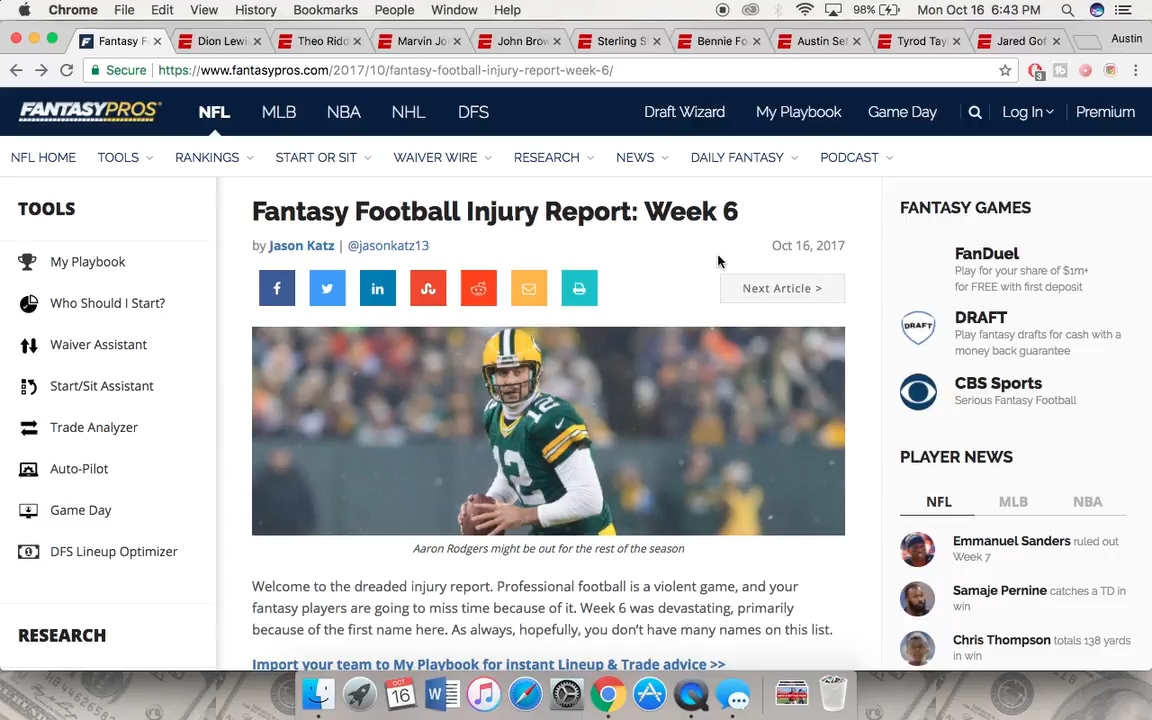 Chrome File Edit View History Bookmarks People Window Help 98% Mon Oct 16 6:43 PM
Fantasy F Dion Lewi Theo Ridd Marvin Jo John Brow Sterling S Bennie Fo Austin Sef Tyrod Tay Jared Gof Austin
Secure https://www.fantasypros.com/2017/10/fantasy-football-injury-report-week-6/ 3
FANTASYPROS NFL MLB NBA NHL DFS Draft Wizard My Playbook Game Day Log In Premium
NFL HOME TOOLS RANKINGS START OR SIT WAIVER WIRE RESEARCH NEWS DAILY FANTASY PODCAST
TOOLS
My Playbook
Who Should I Start?
Waiver Assistant
Start/Sit Assistant
Trade Analyzer
Auto-Pilot
Game Day
DFS Lineup Optimizer
RESEARCH
Fantasy Football Injury Report: Week 6
by Jason Katz | @jasonkatz13 Oct 16, 2017
Next Article >
12
12
Aaron Rodgers might be out for the rest of the season
Welcome to the dreaded injury report. Professional football is a violent game, and your
fantasy players are going to miss time because of it. Week 6 was devastating, primarily
because of the first name here. As always, hopefully, you don't have many names on this list.
Import your team to My Playbook for instant Lineup & Trade advice >>
FANTASY GAMES
FanDuel
Play for your share of $1m+
for FREE with first deposit
DRAFT
DRAFT
Play fantasy drafts for cash with a
money back guarantee
CBS Sports
Serious Fantasy Football
PLAYER NEWS
NFL MLB NBA
Emmanuel Sanders ruled out
Week 7
Samaje Pernine catches a TD in
win
Chris Thompson totals 138 yards
in win
OCT
16
W